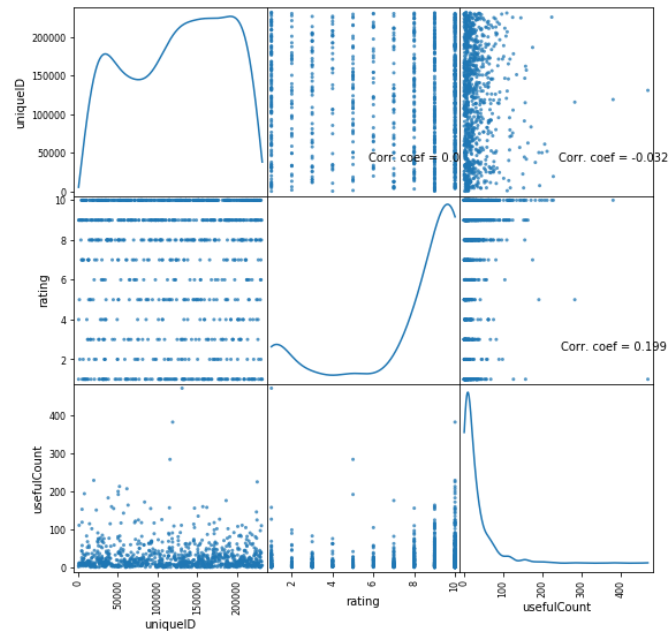 uniqueID
200000
150000
100000
50000
0
Corr. coef = 0.0
Corr. coef = -0.032
rating
10
8
6
4
2
Corr. coef = 0.199
usefulCount
400
300
200
100
0
0 50000 100000 150000 200000
2 4 6 8 10
0 100 200 300 400
uniqueID
rating
usefulCount